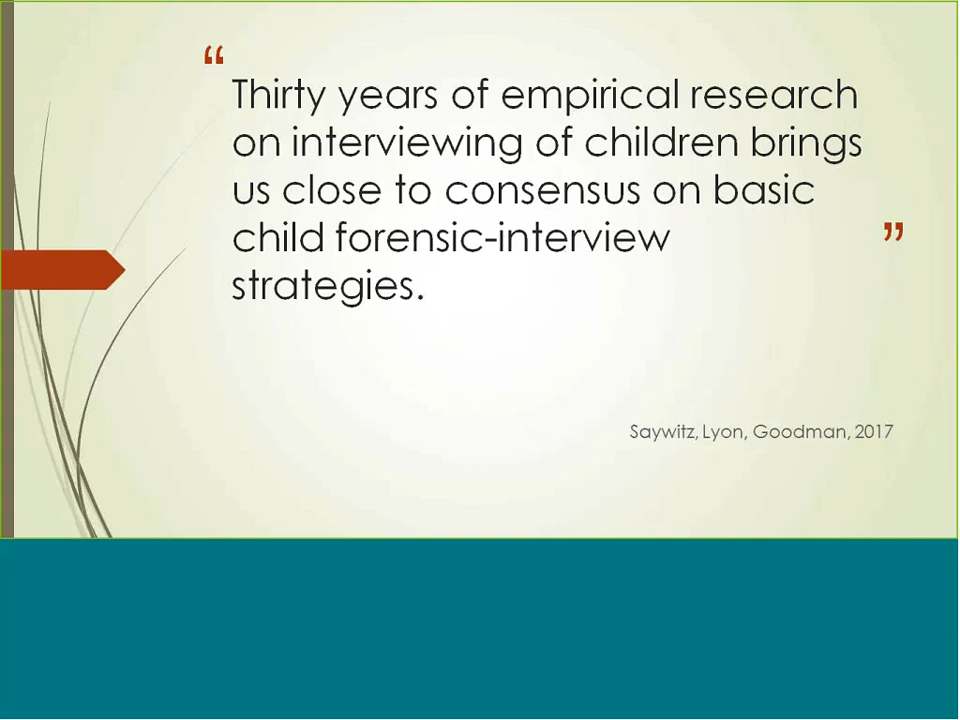 “
Thirty years of empirical research
on interviewing of children brings
us close to consensus on basic
child forensic-interview
strategies.
”
Saywitz, Lyon, Goodman, 2017